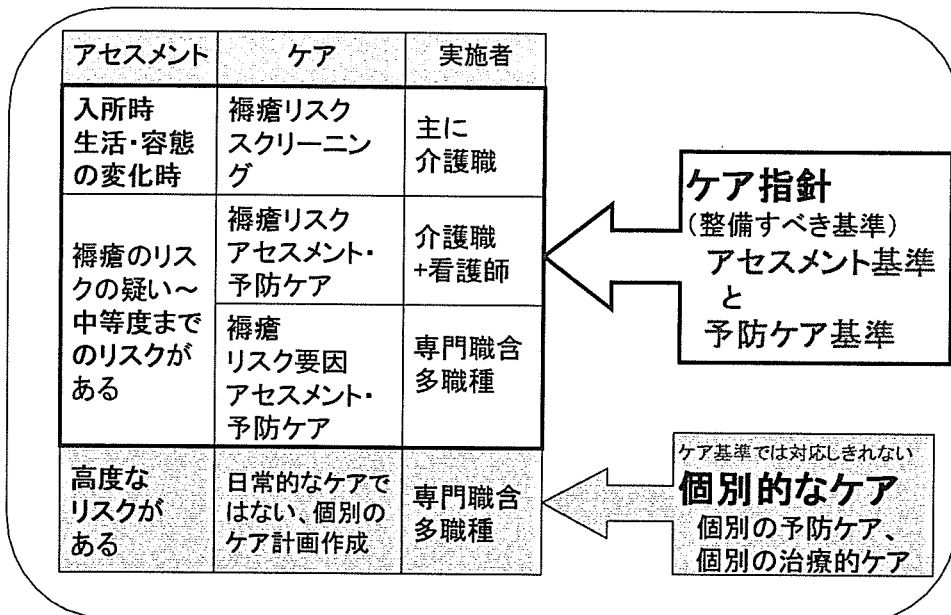 アセスメント
ケア
実施者
入所時
生活・容態
の変化時
褥瘡リスク
スクリーニン
グ
主に
介護職
褥瘡のリス
クの疑い～
中等度まで
のリスクが
ある
褥瘡リスク
アセスメント・
予防ケア
介護職
+看護師
褥瘡
リスク要因
アセスメント・
予防ケア
専門職含
多職種
高度な
リスクが
ある
日常的なケアで
はない、個別の
ケア計画作成
専門職含
多職種
ケア指針
(整備すべき基準)
アセスメント基準
と
予防ケア基準
ケア基準では対応しきれない
個別的なケア
個別の予防ケア、
個別の治療的ケア